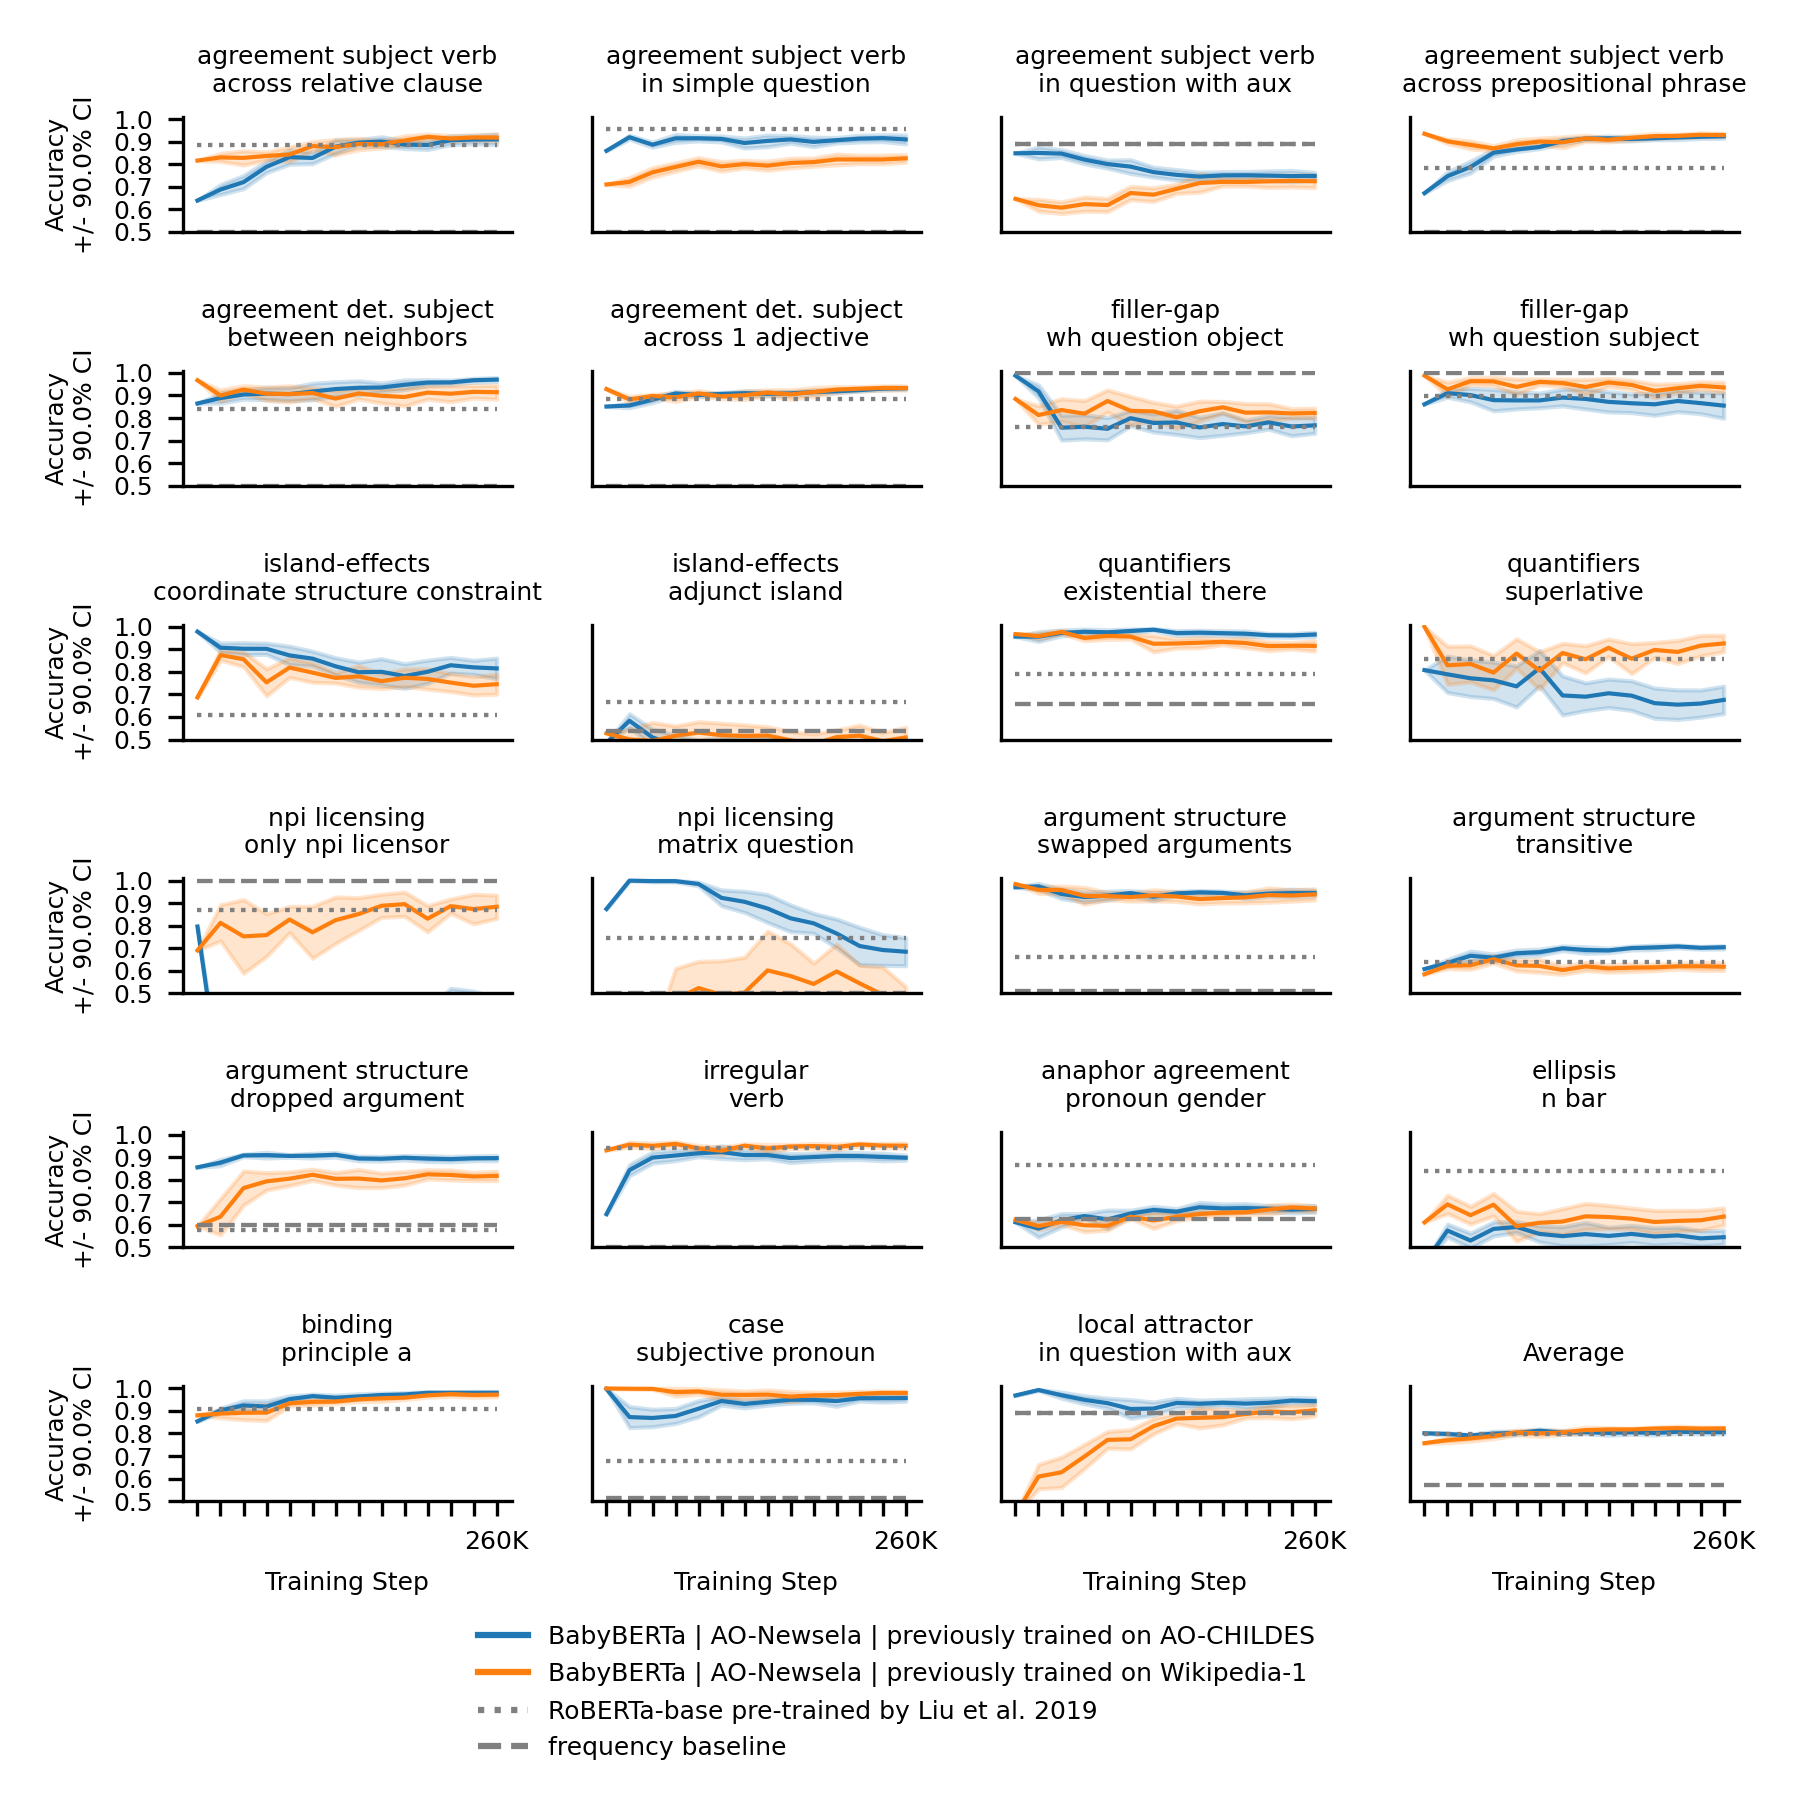 agreement subject verb
across relative clause
agreement subject verb
in simple question
agreement subject verb
in question with aux
agreement subject verb
across prepositional phrase
Accuracy
+/- 90.0% CI
1.0
0.9
0.8
0.7
0.6
0.5
agreement det. subject
between neighbors
agreement det. subject
across 1 adjective
filler-gap
wh question object
filler-gap
wh question subject
Accuracy
+/- 90.0% CI
1.0
0.9
0.8
0.7
0.6
0.5
island-effects
coordinate structure constraint
island-effects
adjunct island
quantifiers
existential there
quantifiers
superlative
Accuracy
+/- 90.0% CI
1.0
0.9
0.8
0.7
0.6
0.5
npi licensing
only npi licensor
npi licensing
matrix question
argument structure
swapped arguments
argument structure
transitive
Accuracy
+/- 90.0% CI
1.0
0.9
0.8
0.7
0.6
0.5
argument structure
dropped argument
irregular
verb
anaphor agreement
pronoun gender
ellipsis
n bar
Accuracy
+/- 90.0% CI
1.0
0.9
0.8
0.7
0.6
0.5
binding
principle a
case
subjective pronoun
local attractor
in question with aux
Average
Accuracy
+/- 90.0% CI
1.0
0.9
0.8
0.7
0.6
0.5
260K
260K
260K
260K
Training Step
Training Step
Training Step
Training Step
BabyBERTa | AO-Newsela | previously trained on AO-CHILDES
BabyBERTa | AO-Newsela | previously trained on Wikipedia-1
RoBERTa-base pre-trained by Liu et al. 2019
frequency baseline